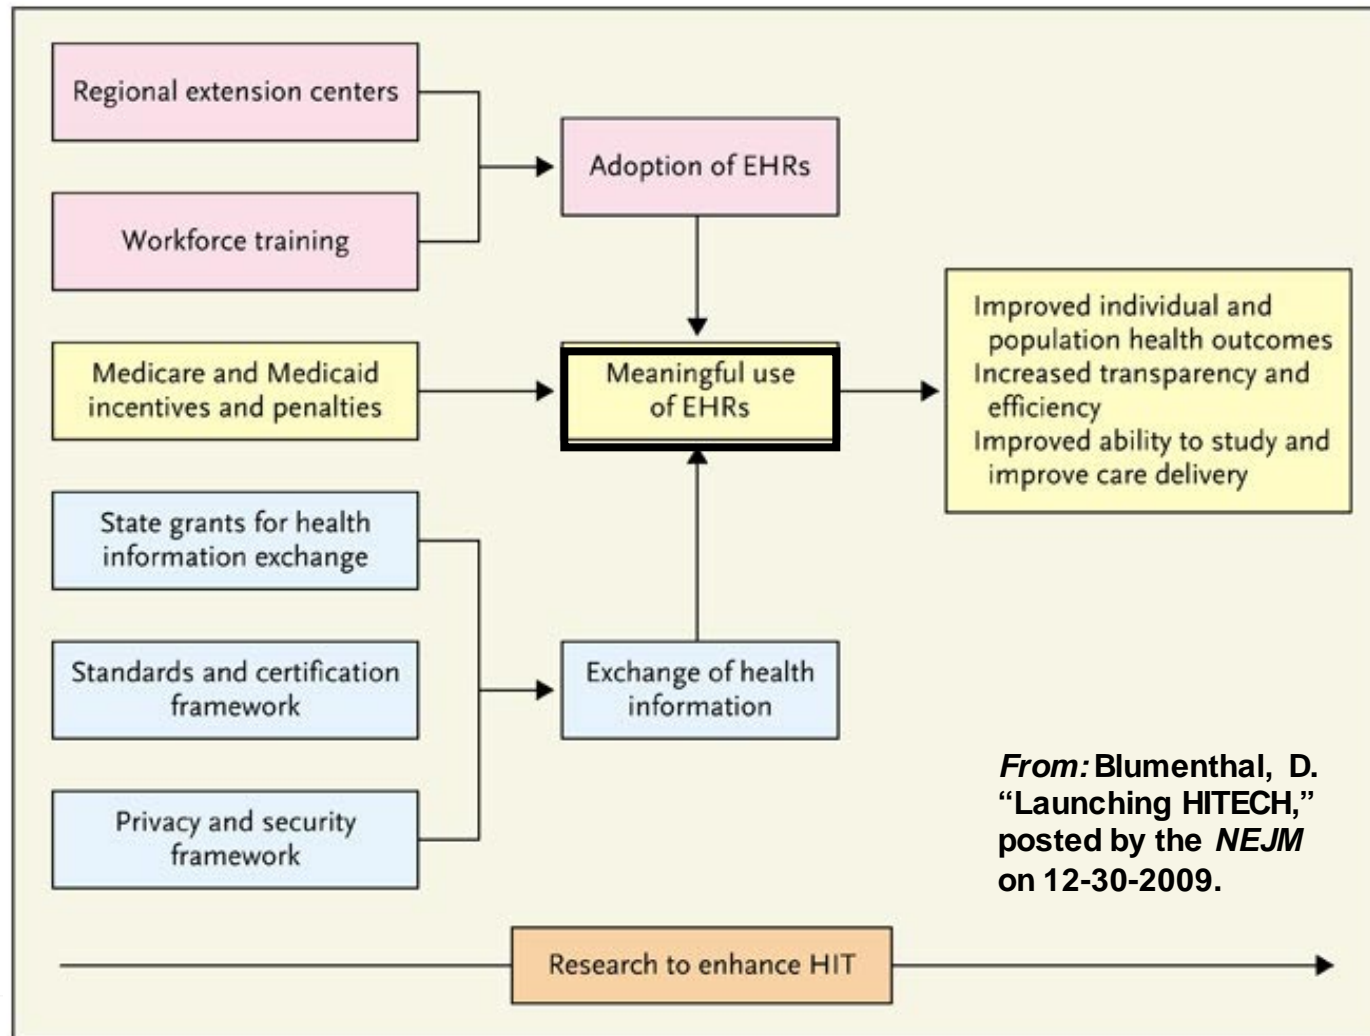 Regional extension centers
Workforce training
Adoption of EHRs
Medicare and Medicaid
incentives and penalties
Meaningful use
of EHRs
Improved individual and
population health outcomes
Increased transparency and
efficiency
Improved ability to study and
improve care delivery
State grants for health
information exchange
Standards and certification
framework
Privacy and security
framework
Exchange of health
information
From: Blumenthal, D.
“Launching HITECH,”
posted by the NEJM
on 12-30-2009.
Research to enhance HIT